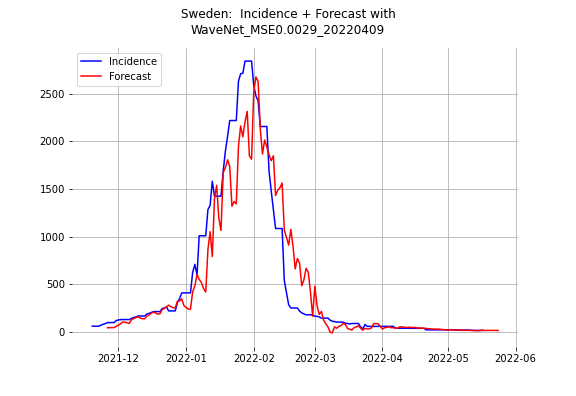 Sweden:  Incidence + Forecast with
WaveNet_MSE0.0029_20220409
Incidence
Forecast
2500
2000
1500
1000
500
0
2021-12 2022-01 2022-02 2022-03 2022-04 2022-05 2022-06